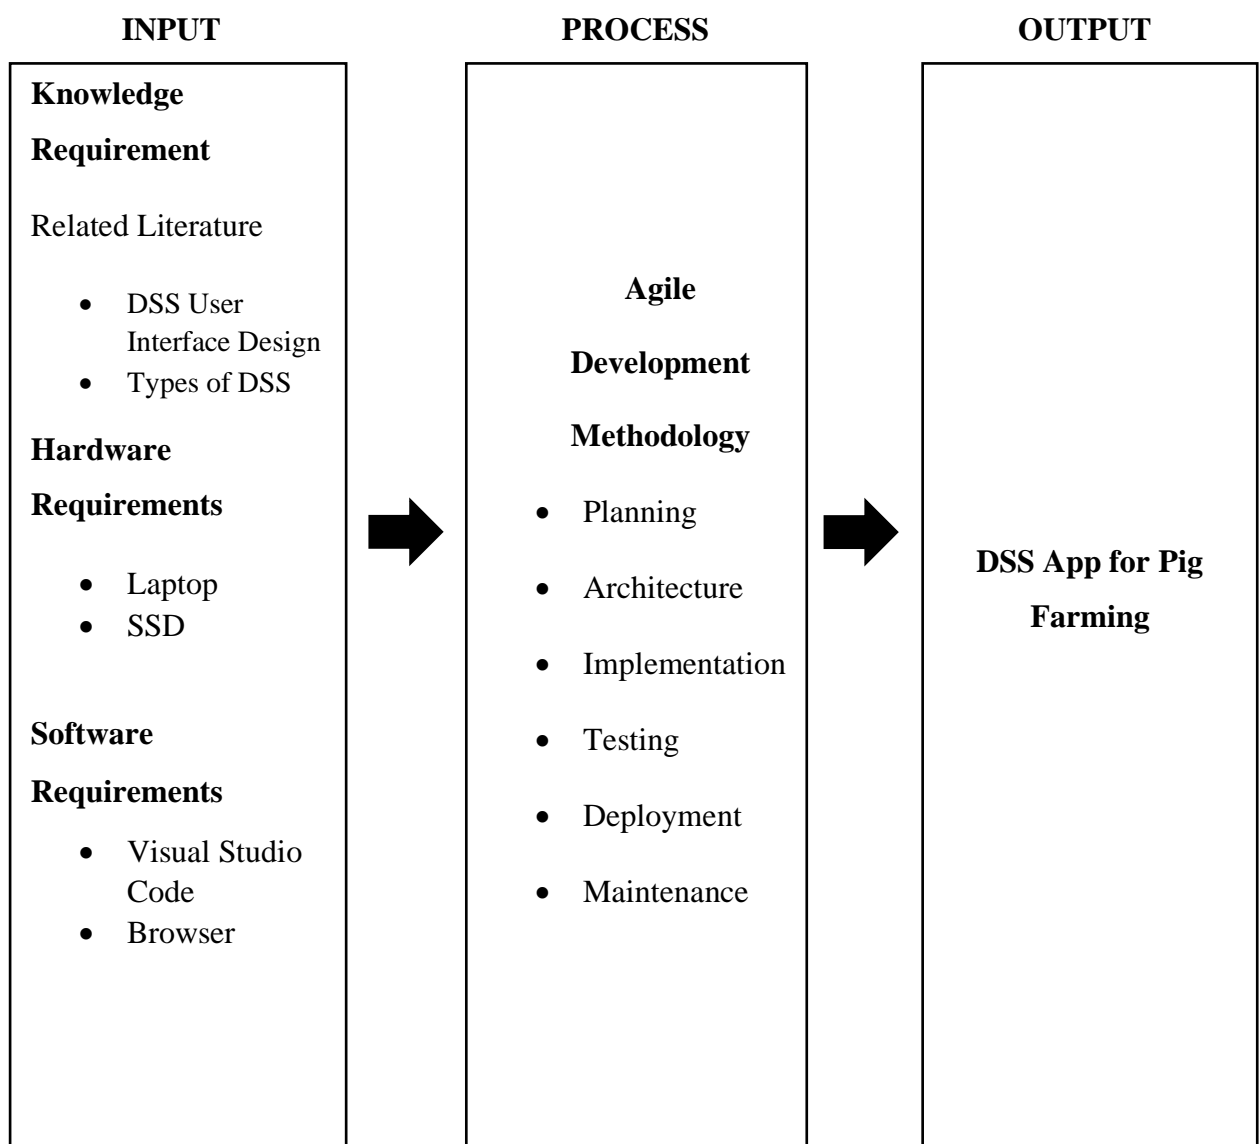 INPUT
Knowledge
Requirement
Related Literature
• DSS User
Interface Design
• Types of DSS
Hardware
Requirements
• Laptop
• SSD
Software
Requirements
• Visual Studio
Code
• Browser
PROCESS
Agile
Development
Methodology
• Planning
• Architecture
• Implementation
• Testing
• Deployment
• Maintenance
OUTPUT
DSS App for Pig
Farming